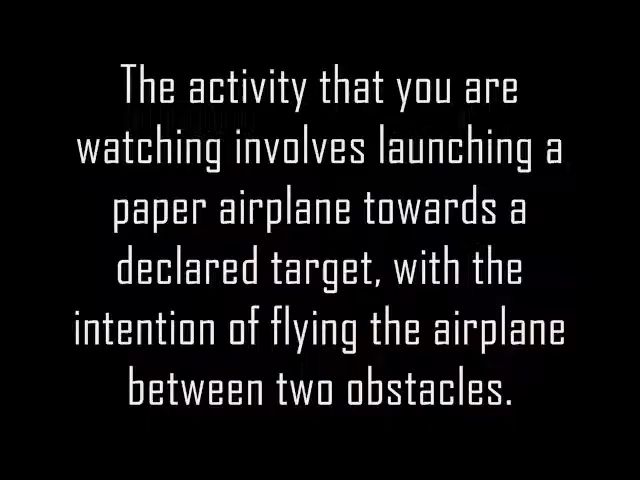 The activity that you are
watching involves launching a
paper airplane towards a
declared target, with the
intention of flying the airplane
between two obstacles.